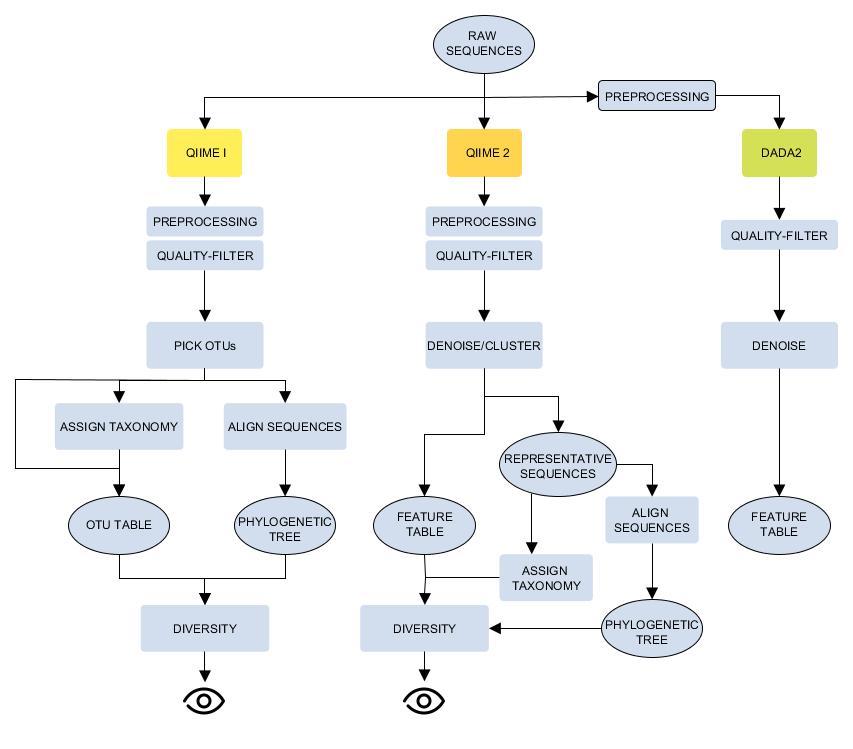 RAW
SEQUENCES
PREPROCESSING
QIIME I
QIIME 2
DADA2
PREPROCESSING
PREPROCESSING
QUALITY-FILTER
QUALITY-FILTER
QUALITY-FILTER
PICK OTUs
DENOISE/CLUSTER
DENOISE
ASSIGN TAXONOMY
ALIGN SEQUENCES
REPRESENTATIVE
SEQUENCES
OTU TABLE
PHYLOGENETIC
TREE
FEATURE
TABLE
ALIGN
SEQUENCES
FEATURE
TABLE
ASSIGN
TAXONOMY
DIVERSITY
DIVERSITY
PHYLOGENETIC
TREE